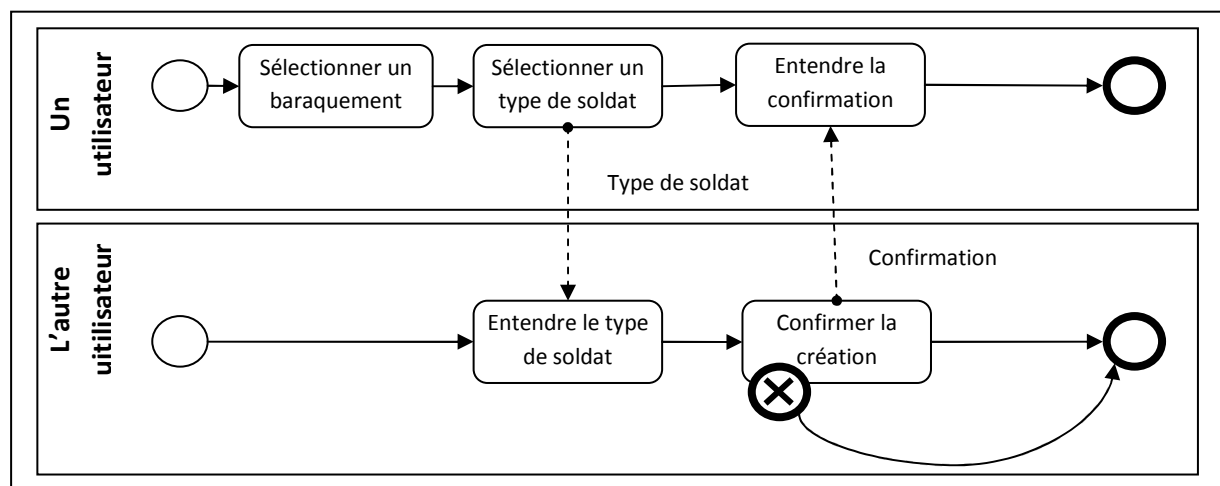 Un
utilisateur
Sélectionner un
baraquement
Sélectionner un
type de soldat
Entendre la
confirmation
Type de soldat
Confirmation
L'autre
uitilisateur
Entendre le type
de soldat
Confirmer la
création